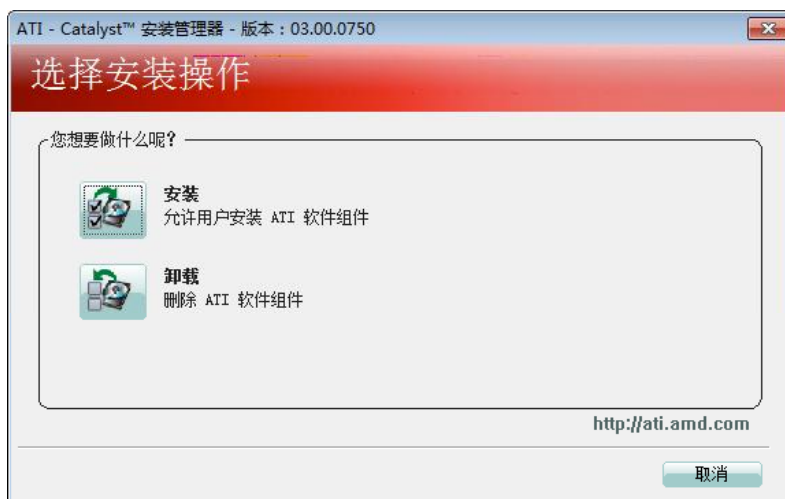 ATI - Catalyst™ 安装管理器 - 版本：03.00.0750
选择安装操作
您想要做什么呢?
安装
允许用户安装 ATI 软件组件
卸载
删除 ATI 软件组件
http://ati.amd.com
取消